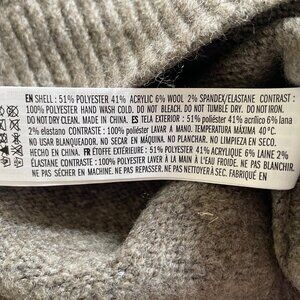 EN SHELL : 51% POLYESTER 41% ACRYLIC 6% WOOL 2% SPANDEX/ELASTANE CONTRAST :
100% POLYESTER HAND WASH COLD. DO NOT BLEACH. DO NOT TUMBLE DRY. DO NOT IRON.
DO NOT DRY CLEAN. MADE IN CHINA. ES TELA EXTERIOR : 51% poliéster 41% acrílico 6% lana
2% elastano CONTRASTE : 100% poliéster LAVAR A MANO. TEMPERATURA MÁXIMA 40°C.
NO USAR BLANQUEADOR. NO SECAR EN MÁQUINA. NO PLANCHAR. NO LIMPIEZA EN SECO.
HECHO EN CHINA. FR ÉTOFFE EXTÉRIEURE : 51% POLYESTER 41% ACRYLIQUE 6% LAINE 2%
ÉLASTANE CONTRASTE : 100% POLYESTER LAVER À LA MAIN À L'EAU FROIDE. NE PAS BLANCHIR.
NE PAS SÉCHER EN MACHINE. NE PAS REPASSER. NE PAS NETTOYER À SEC. FABRIQUÉ EN